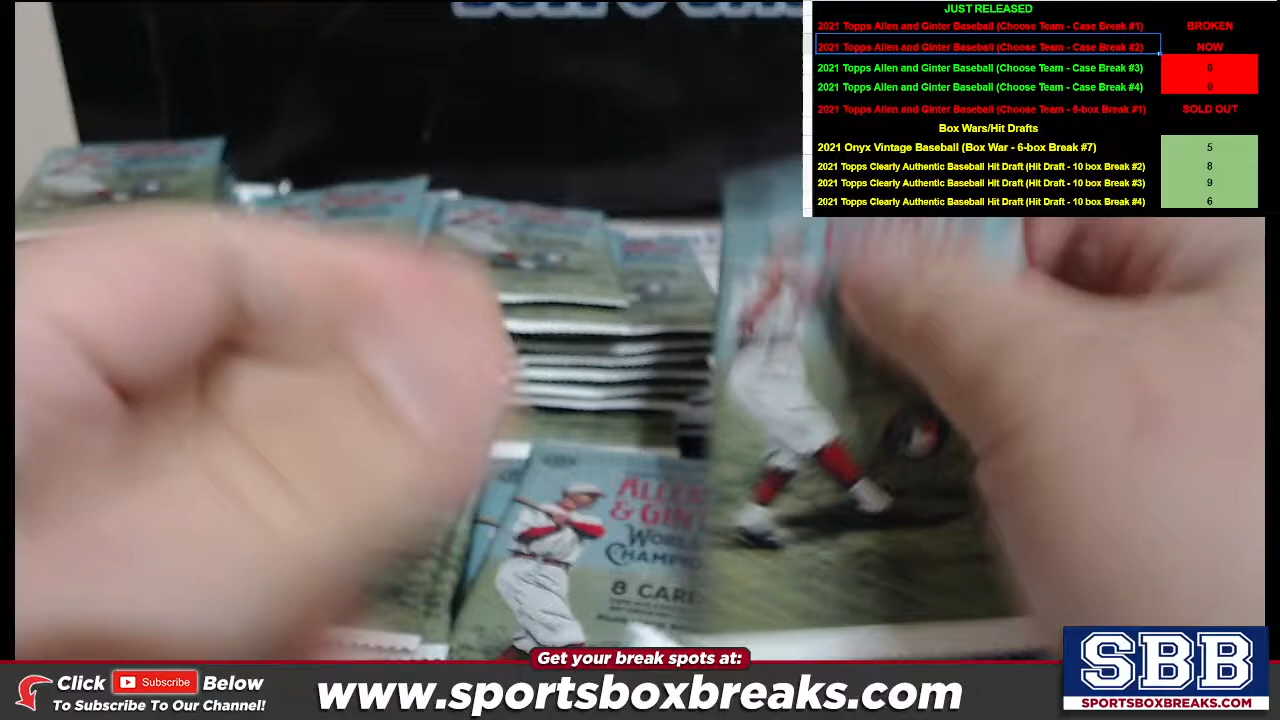 JUST RELEASED
2021 Topps Allen and Ginter Baseball (Choose Team - Case Break #1) BROKEN
2021 Topps Allen and Ginter Baseball (Choose Team - Case Break #2) NOW
2021 Topps Allen and Ginter Baseball (Choose Team - Case Break #3) 9
2021 Topps Allen and Ginter Baseball (Choose Team - Case Break #4) 0
2021 Topps Allen and Ginter Baseball (Choose Team - 6-box Break #1) SOLD OUT
Box Wars/Hit Drafts
2021 Onyx Vintage Baseball (Box War - 6-box Break #7) 5
2021 Topps Clearly Authentic Baseball Hit Draft (Hit Draft - 10 box Break #2) 8
2021 Topps Clearly Authentic Baseball Hit Draft (Hit Draft - 10 box Break #3) 9
2021 Topps Clearly Authentic Baseball Hit Draft (Hit Draft - 10 box Break #4) 6
ALLEN
& GIN
WORL
CHAMPIO
8 CARD
Get your break spots at:
Click Subscribe Below
To Subscribe To Our Channel!
www.sportsboxbreaks.com
SBB
SPORTSBOXBREAKS.COM